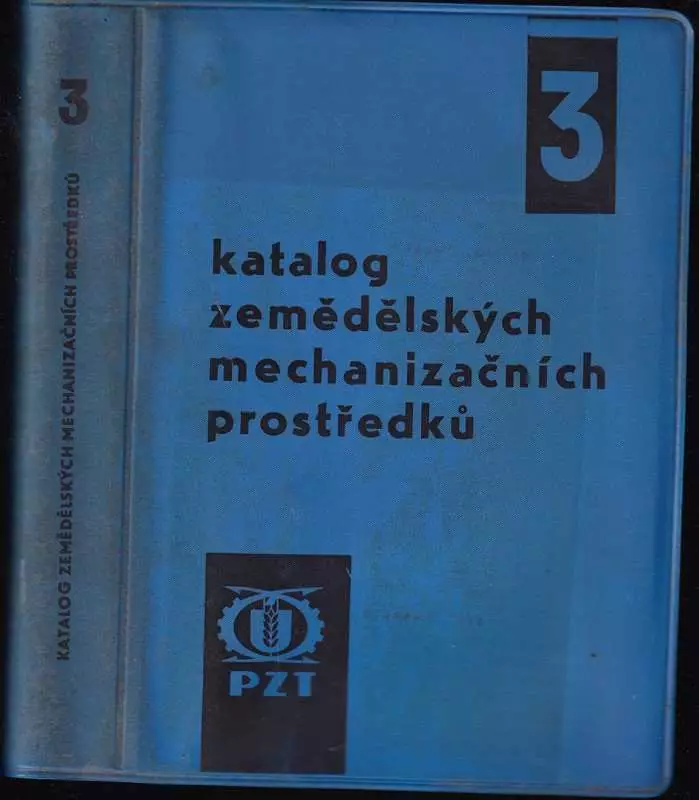 3
KATALOG ZEMĚDĚLSKÝCH MECHANIZAČNÍCH PROSTŘEDKŮ
3
katalog
zemědělských
mechanizačních
prostředků
PZT